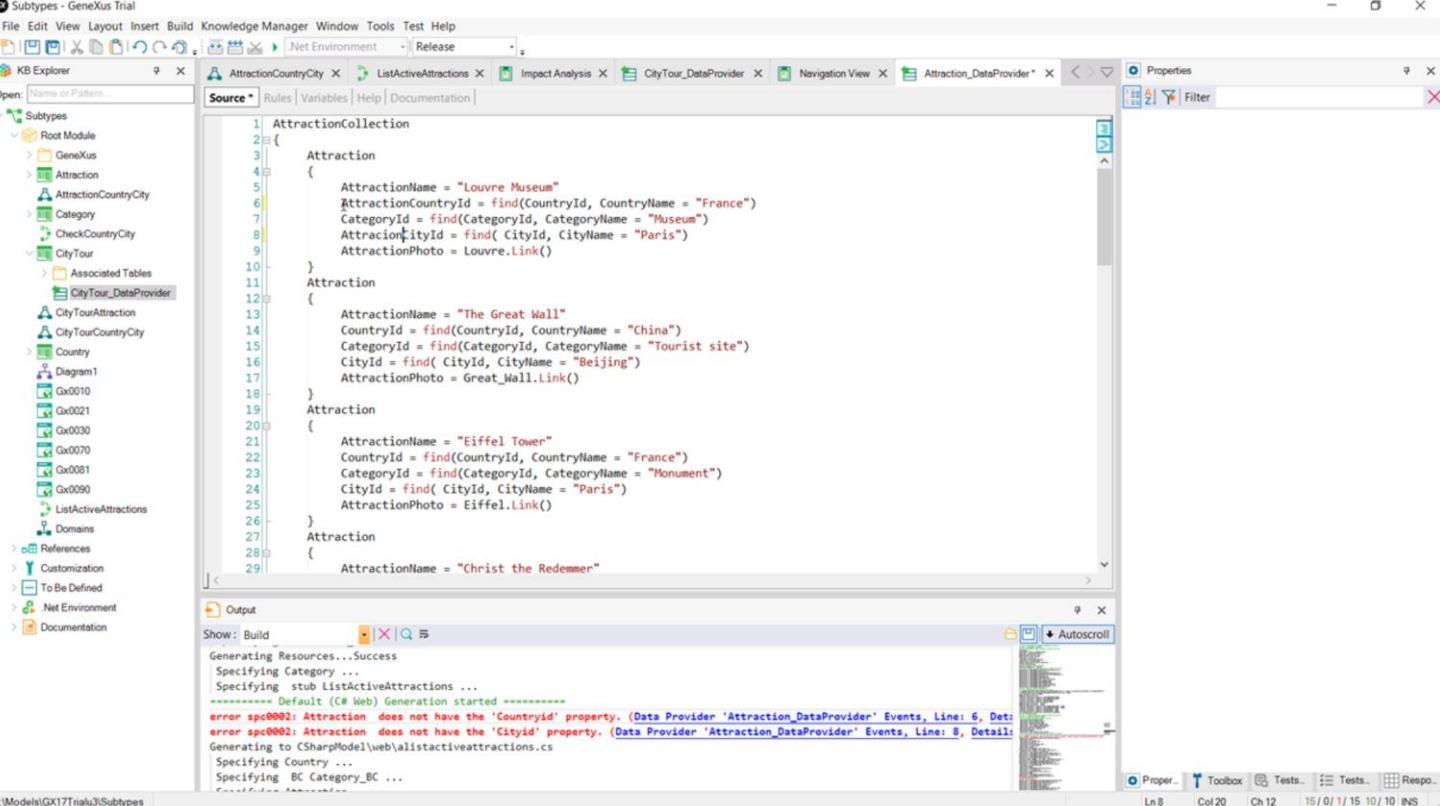 Subtypes - GeneXus Trial
File Edit View Layout Insert Build Knowledge Manager Window Tools Test Help
.Net Environment Release
KB Explorer
Open: Name or Pattern...
Subtypes
Root Module
GeneXus
Attraction
AttractionCountryCity
Category
CheckCountryCity
CityTour
Associated Tables
CityTour_DataProvider
CityTourAttraction
CityTourCountryCity
Country
Diagram1
Gx0010
Gx0021
Gx0030
Gx0070
Gx0081
Gx0090
ListActiveAttractions
Domains
References
Customization
To Be Defined
.Net Environment
Documentation
AttractionCountryCity ListActiveAttractions Impact Analysis CityTour_DataProvider Navigation View Attraction_DataProvider*
Source * Rules Variables Help Documentation
1 AttractionCollection
2 {
3 Attraction
4 {
5 AttractionName = "Louvre Museum"
6 AttractionCountryId = find(CountryId, CountryName = "France")
7 CategoryId = find(CategoryId, CategoryName = "Museum")
8 AttracionCityId = find( CityId, CityName = "Paris")
9 AttractionPhoto = Louvre.Link()
10 }
11 Attraction
12 {
13 AttractionName = "The Great Wall"
14 CountryId = find(CountryId, CountryName = "China")
15 CategoryId = find(CategoryId, CategoryName = "Tourist site")
16 CityId = find( CityId, CityName = "Beijing")
17 AttractionPhoto = Great_Wall.Link()
18 }
19 Attraction
20 {
21 AttractionName = "Eiffel Tower"
22 CountryId = find(CountryId, CountryName = "France")
23 CategoryId = find(CategoryId, CategoryName = "Monument")
24 CityId = find( CityId, CityName = "Paris")
25 AttractionPhoto = Eiffel.Link()
26 }
27 Attraction
28 {
29 AttractionName = "Christ the Redemmer"
Output
Show: Build Autoscroll
Generating Resources...Success
Specifying Category ...
Specifying stub ListActiveAttractions ...
========== Default (C# Web) Generation started ==========
error spc0002: Attraction does not have the 'Countryid' property. (Data Provider 'Attraction_DataProvider' Events, Line: 6, Deta
error spc0002: Attraction does not have the 'Cityid' property. (Data Provider 'Attraction_DataProvider' Events, Line: 8, Details
Generating to CSharpModel\web\alistactiveattractions.cs
Specifying Country ...
Specifying BC Category_BC ...
Properties
Filter
Proper... Toolbox Tests... Tests.. Respo...
:\Models\GX17Trialu3\Subtypes
Ln 8 Col 20 Ch 12 15/0/ 1/ 15 10/ 10 INS